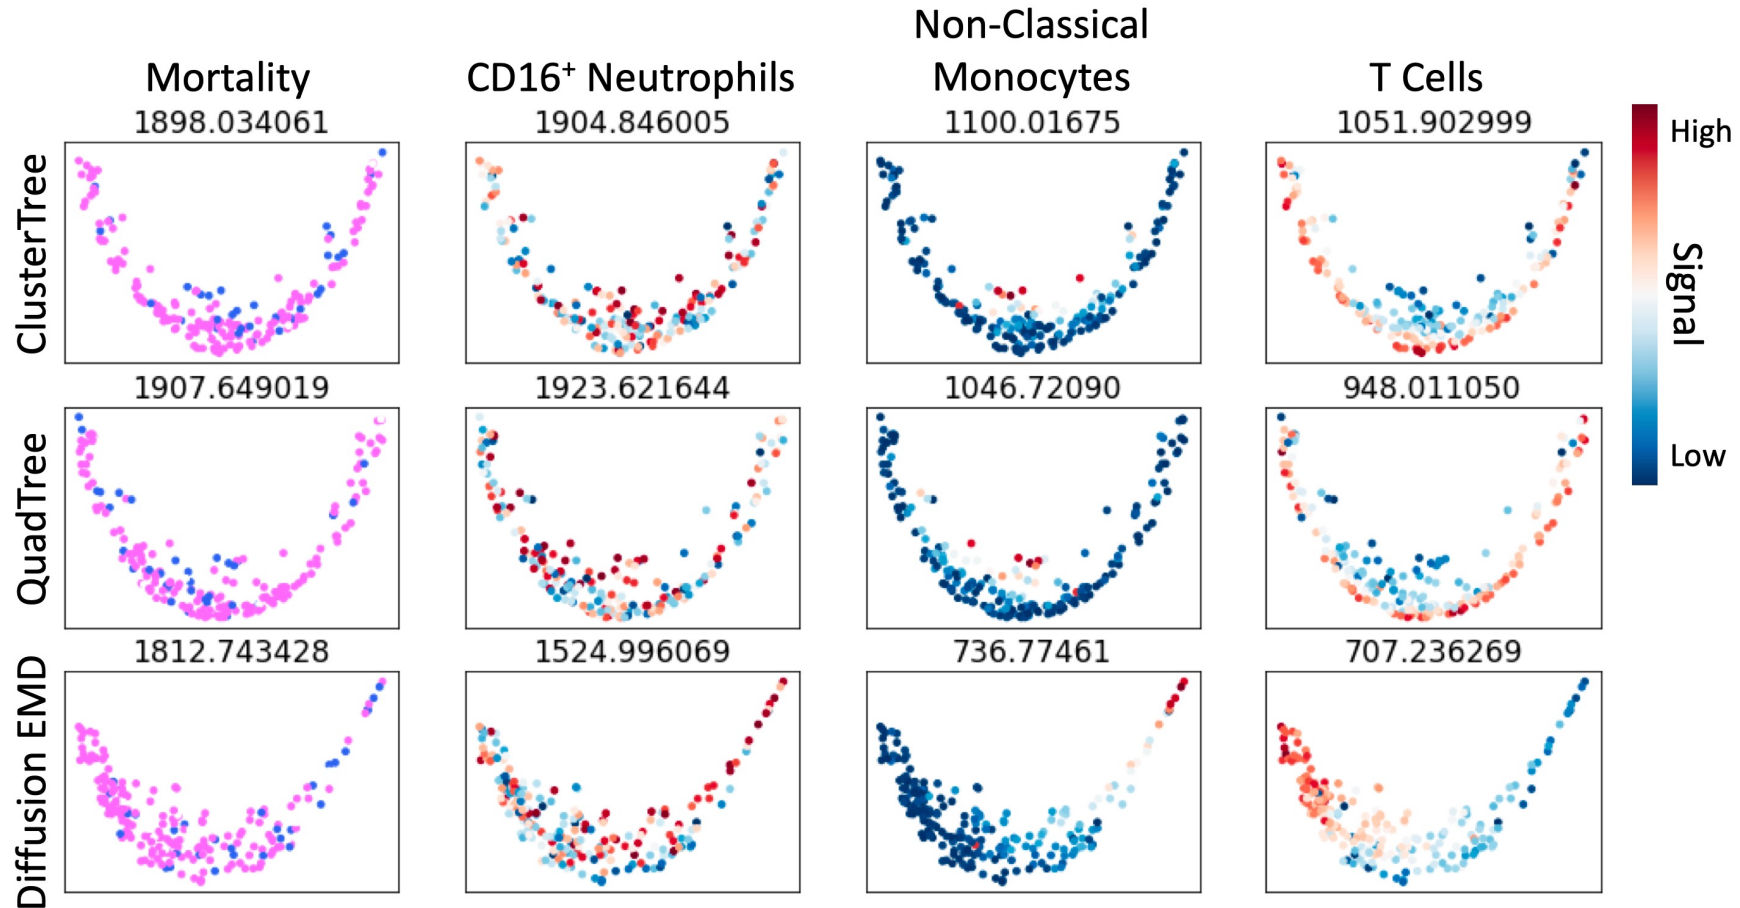 Non-Classical
Mortality CD16⁺ Neutrophils Monocytes T Cells
1898.034061 1904.846005 1100.01675 1051.902999
ClusterTree
High
Signal
Low
1907.649019 1923.621644 1046.72090 948.011050
QuadTree
1812.743428 1524.996069 736.77461 707.236269
Diffusion EMD